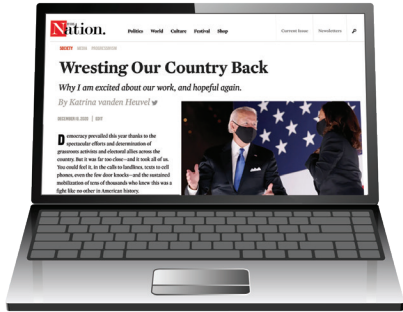 The Nation.
Politics World Culture Festival Shop
Current Issue Newsletters
SOCIETY
Wresting Our Country Back
Why I am excited about our work, and hopeful again.
By Katrina vanden Heuvel
Democracy prevailed this year thanks to the
spectacular efforts and determination of
grassroots activists and electoral allies across the
country. But it was far too close—and it took all of us.
You could feel it, in the calls to landlines, texts to cell
phones, even the few door knocks—and the sustained
mobilization of tens of thousands who knew this was a
fight like no other in American history.